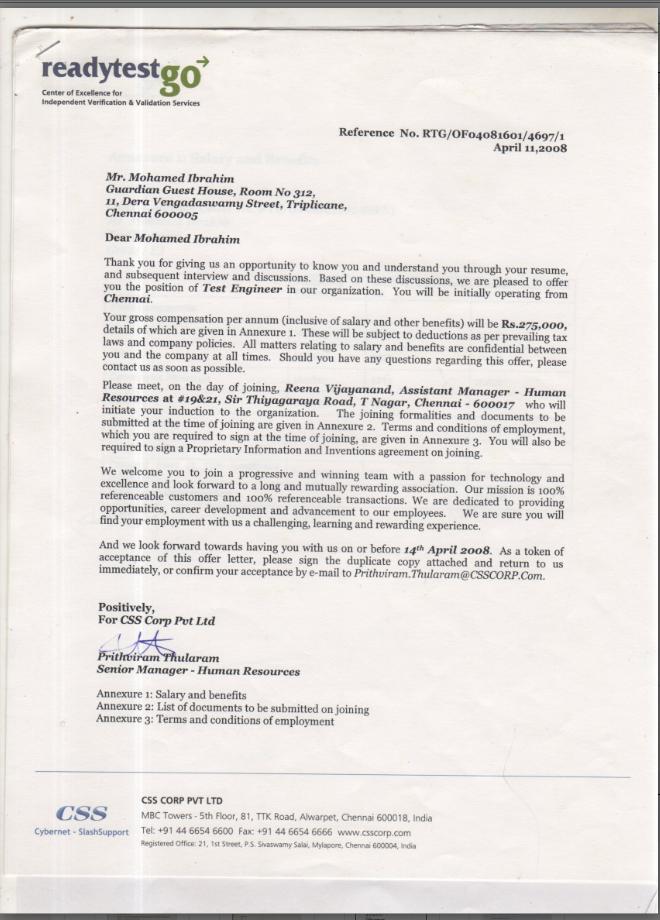 readytestgo
Center of Excellence for
Independent Verification & Validation Services
Reference No. RTG/OF04081601/4697/1
April 11,2008
Mr. Mohamed Ibrahim
Guardian Guest House, Room No 312,
11, Dera Vengadaswamy Street, Triplicane,
Chennai 600005
Dear Mohamed Ibrahim
Thank you for giving us an opportunity to know you and understand you through your resume,
and subsequent interview and discussions. Based on these discussions, we are pleased to offer
you the position of Test Engineer in our organization. You will be initially operating from
Chennai.
Your gross compensation per annum (inclusive of salary and other benefits) will be Rs.275,000,
details of which are given in Annexure 1. These will be subject to deductions as per prevailing tax
laws and company policies. All matters relating to salary and benefits are confidential between
you and the company at all times. Should you have any questions regarding this offer, please
contact us as soon as possible.
Please meet, on the day of joining, Reena Vijayanand, Assistant Manager - Human
Resources at #19&21, Sir Thiyagaraya Road, T Nagar, Chennai - 600017 who will
initiate your induction to the organization. The joining formalities and documents to be
submitted at the time of joining are given in Annexure 2. Terms and conditions of employment,
which you are required to sign at the time of joining, are given in Annexure 3. You will also be
required to sign a Proprietary Information and Inventions agreement on joining.
We welcome you to join a progressive and winning team with a passion for technology and
excellence and look forward to a long and mutually rewarding association. Our mission is 100%
referenceable customers and 100% referenceable transactions. We are dedicated to providing
opportunities, career development and advancement to our employees. We are sure you will
find your employment with us a challenging, learning and rewarding experience.
And we look forward towards having you with us on or before 14th April 2008. As a token of
acceptance of this offer letter, please sign the duplicate copy attached and return to us
immediately, or confirm your acceptance by e-mail to Prithviram.Thularam@CSSCORP.Com.
Positively,
For CSS Corp Pvt Ltd
Prithviram Thularam
Senior Manager - Human Resources
Annexure 1: Salary and benefits
Annexure 2: List of documents to be submitted on joining
Annexure 3: Terms and conditions of employment
CSS
Cybernet - SlashSupport
CSS CORP PVT LTD
MBC Towers - 5th Floor, 81, TTK Road, Alwarpet, Chennai 600018, India
Tel: +91 44 6654 6600 Fax: +91 44 6654 6666 www.csscorp.com
Registered Office: 21, 1st Street, P.S. Sivaswamy Salai, Mylapore, Chennai 600004, India